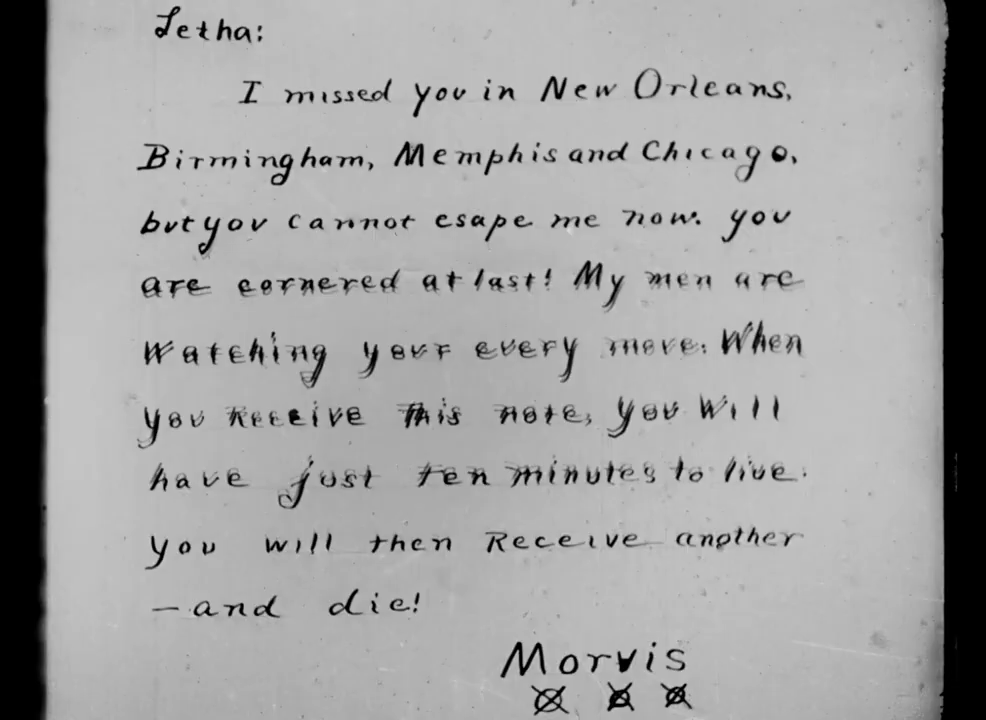 Letha:
I missed you in New Orleans,
Birmingham, Memphis and Chicago,
but you cannot esape me now. you
are cornered at last! My men are
Watching your every move. When
you Receive This note, you Will
have just ten minutes to live.
you will then Receive another
—and die!
Morvis